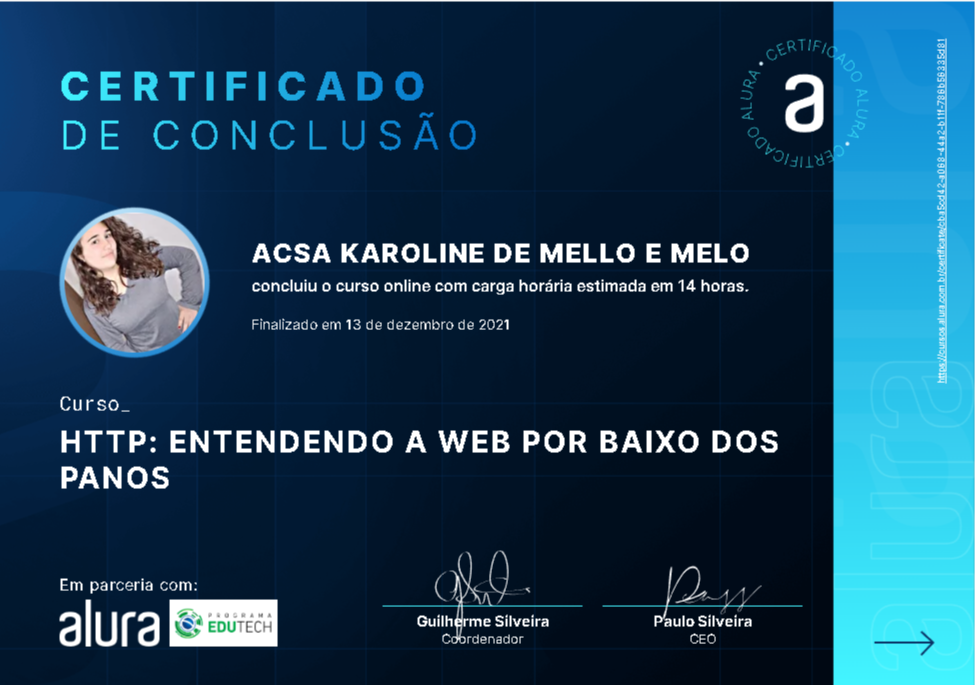 CERTIFICADO
DE CONCLUSÃO
CERTIFICADO ALURA • CERTIFICADO ALURA •
a
ACSA KAROLINE DE MELLO E MELO
concluiu o curso online com carga horária estimada em 14 horas.
Finalizado em 13 de dezembro de 2021
Curso_
HTTP: ENTENDENDO A WEB POR BAIXO DOS
PANOS
Em parceria com:
alura
PROGRAMA
EDUTECH
Guilherme Silveira
Coordenador
Paulo Silveira
CEO
alura